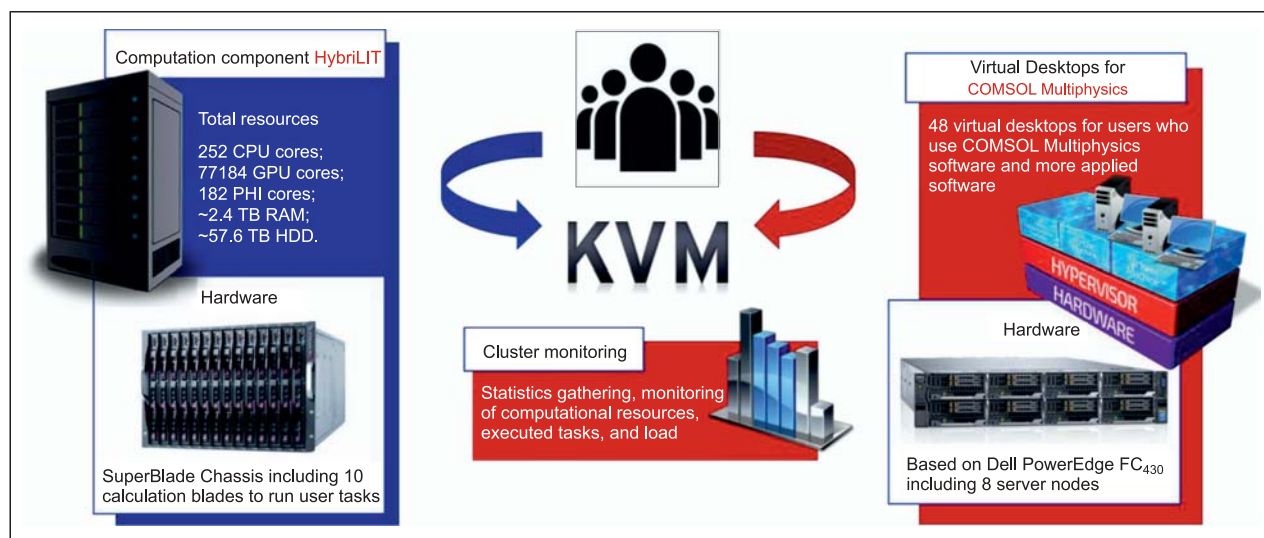 Computation component HybriLIT
Total resources
252 CPU cores;
77184 GPU cores;
182 PHI cores;
~2.4 TB RAM;
~57.6 TB HDD.
Hardware
SuperBlade Chassis including 10
calculation blades to run user tasks
KVM
Cluster monitoring
Statistics gathering, monitoring
of computational resources,
executed tasks, and load
Virtual Desktops for
COMSOL Multiphysics
48 virtual desktops for users who
use COMSOL Multiphysics
software and more applied
software
HYPERVISOR
HARDWARE
Hardware
Based on Dell PowerEdge FC430
including 8 server nodes